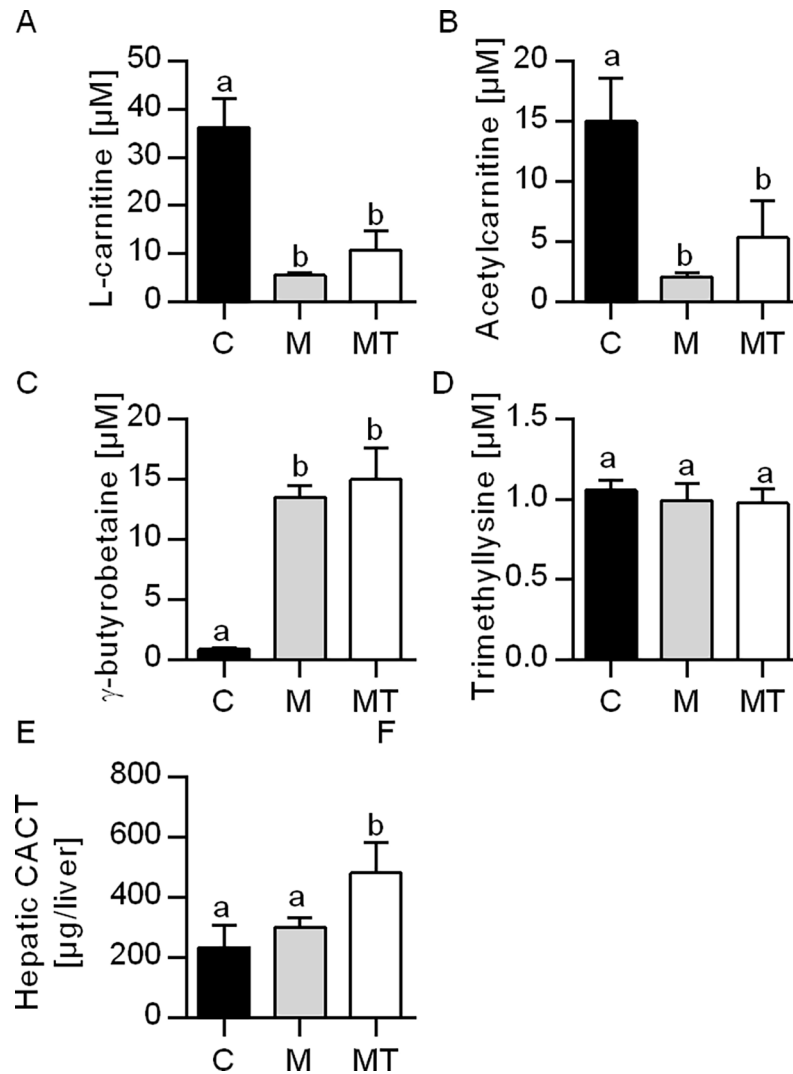 A
L-carnitine [µM]
50
40
30
20
10
0
a
b
b
C M MT
B
Acetylcarnitine [µM]
20
15
10
5
0
a
b
b
C M MT
C
γ-butyrobetaine [µM]
20
15
10
5
0
a
b
b
C M MT
D
Trimethyllysine [µM]
1.5
1.0
0.5
0.0
a
a
a
C M MT
E
Hepatic CACT
[µg/liver]
800
600
400
200
0
a
a
b
C M MT
F